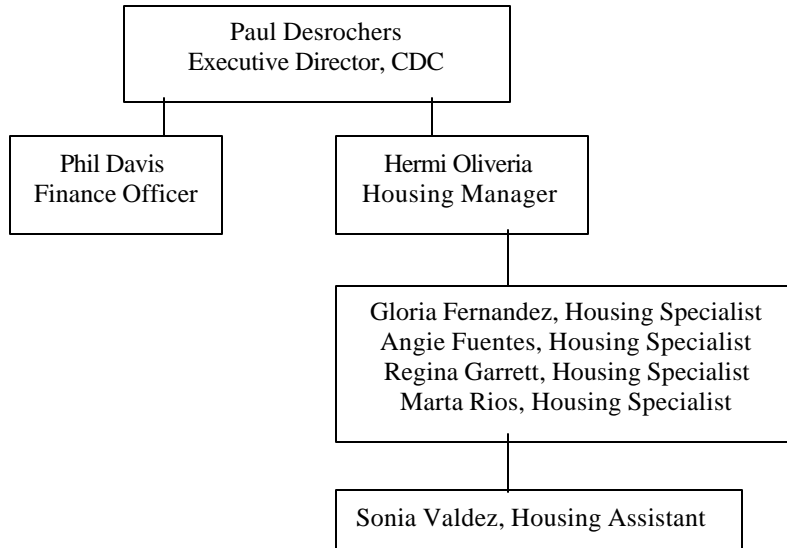 Paul Desrochers
Executive Director, CDC
Phil Davis
Finance Officer
Hermi Oliveria
Housing Manager
Gloria Fernandez, Housing Specialist
Angie Fuentes, Housing Specialist
Regina Garrett, Housing Specialist
Marta Rios, Housing Specialist
Sonia Valdez, Housing Assistant